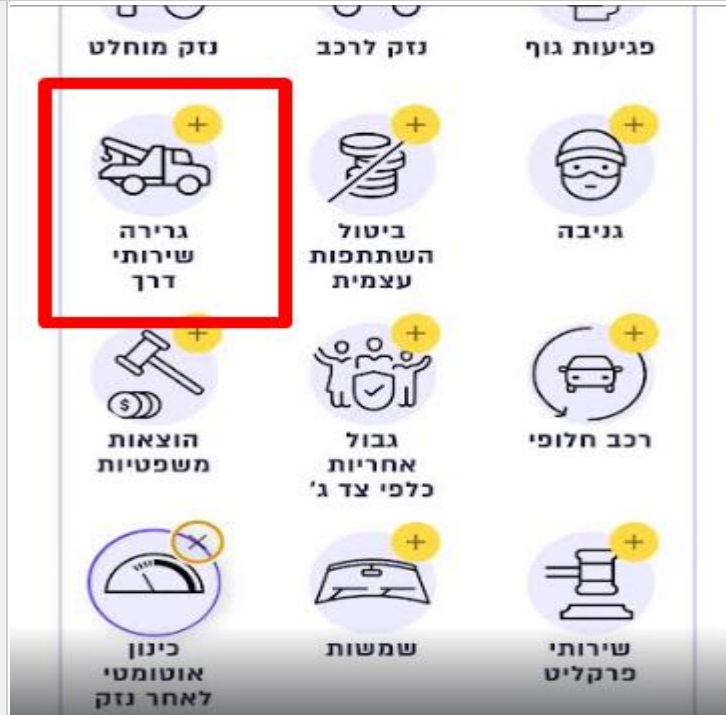 פגיעות גוף
נזק לרכב
נזק מוחלט
גניבה
ביטול
השתתפות
עצמית
גרירה
שירותי
דרך
רכב חלופי
גבול
אחריות
כלפי צד ג'
הוצאות
משפטיות
שירותי
פרקליט
שמשות
כינון
אוטומטי
לאחר נזק